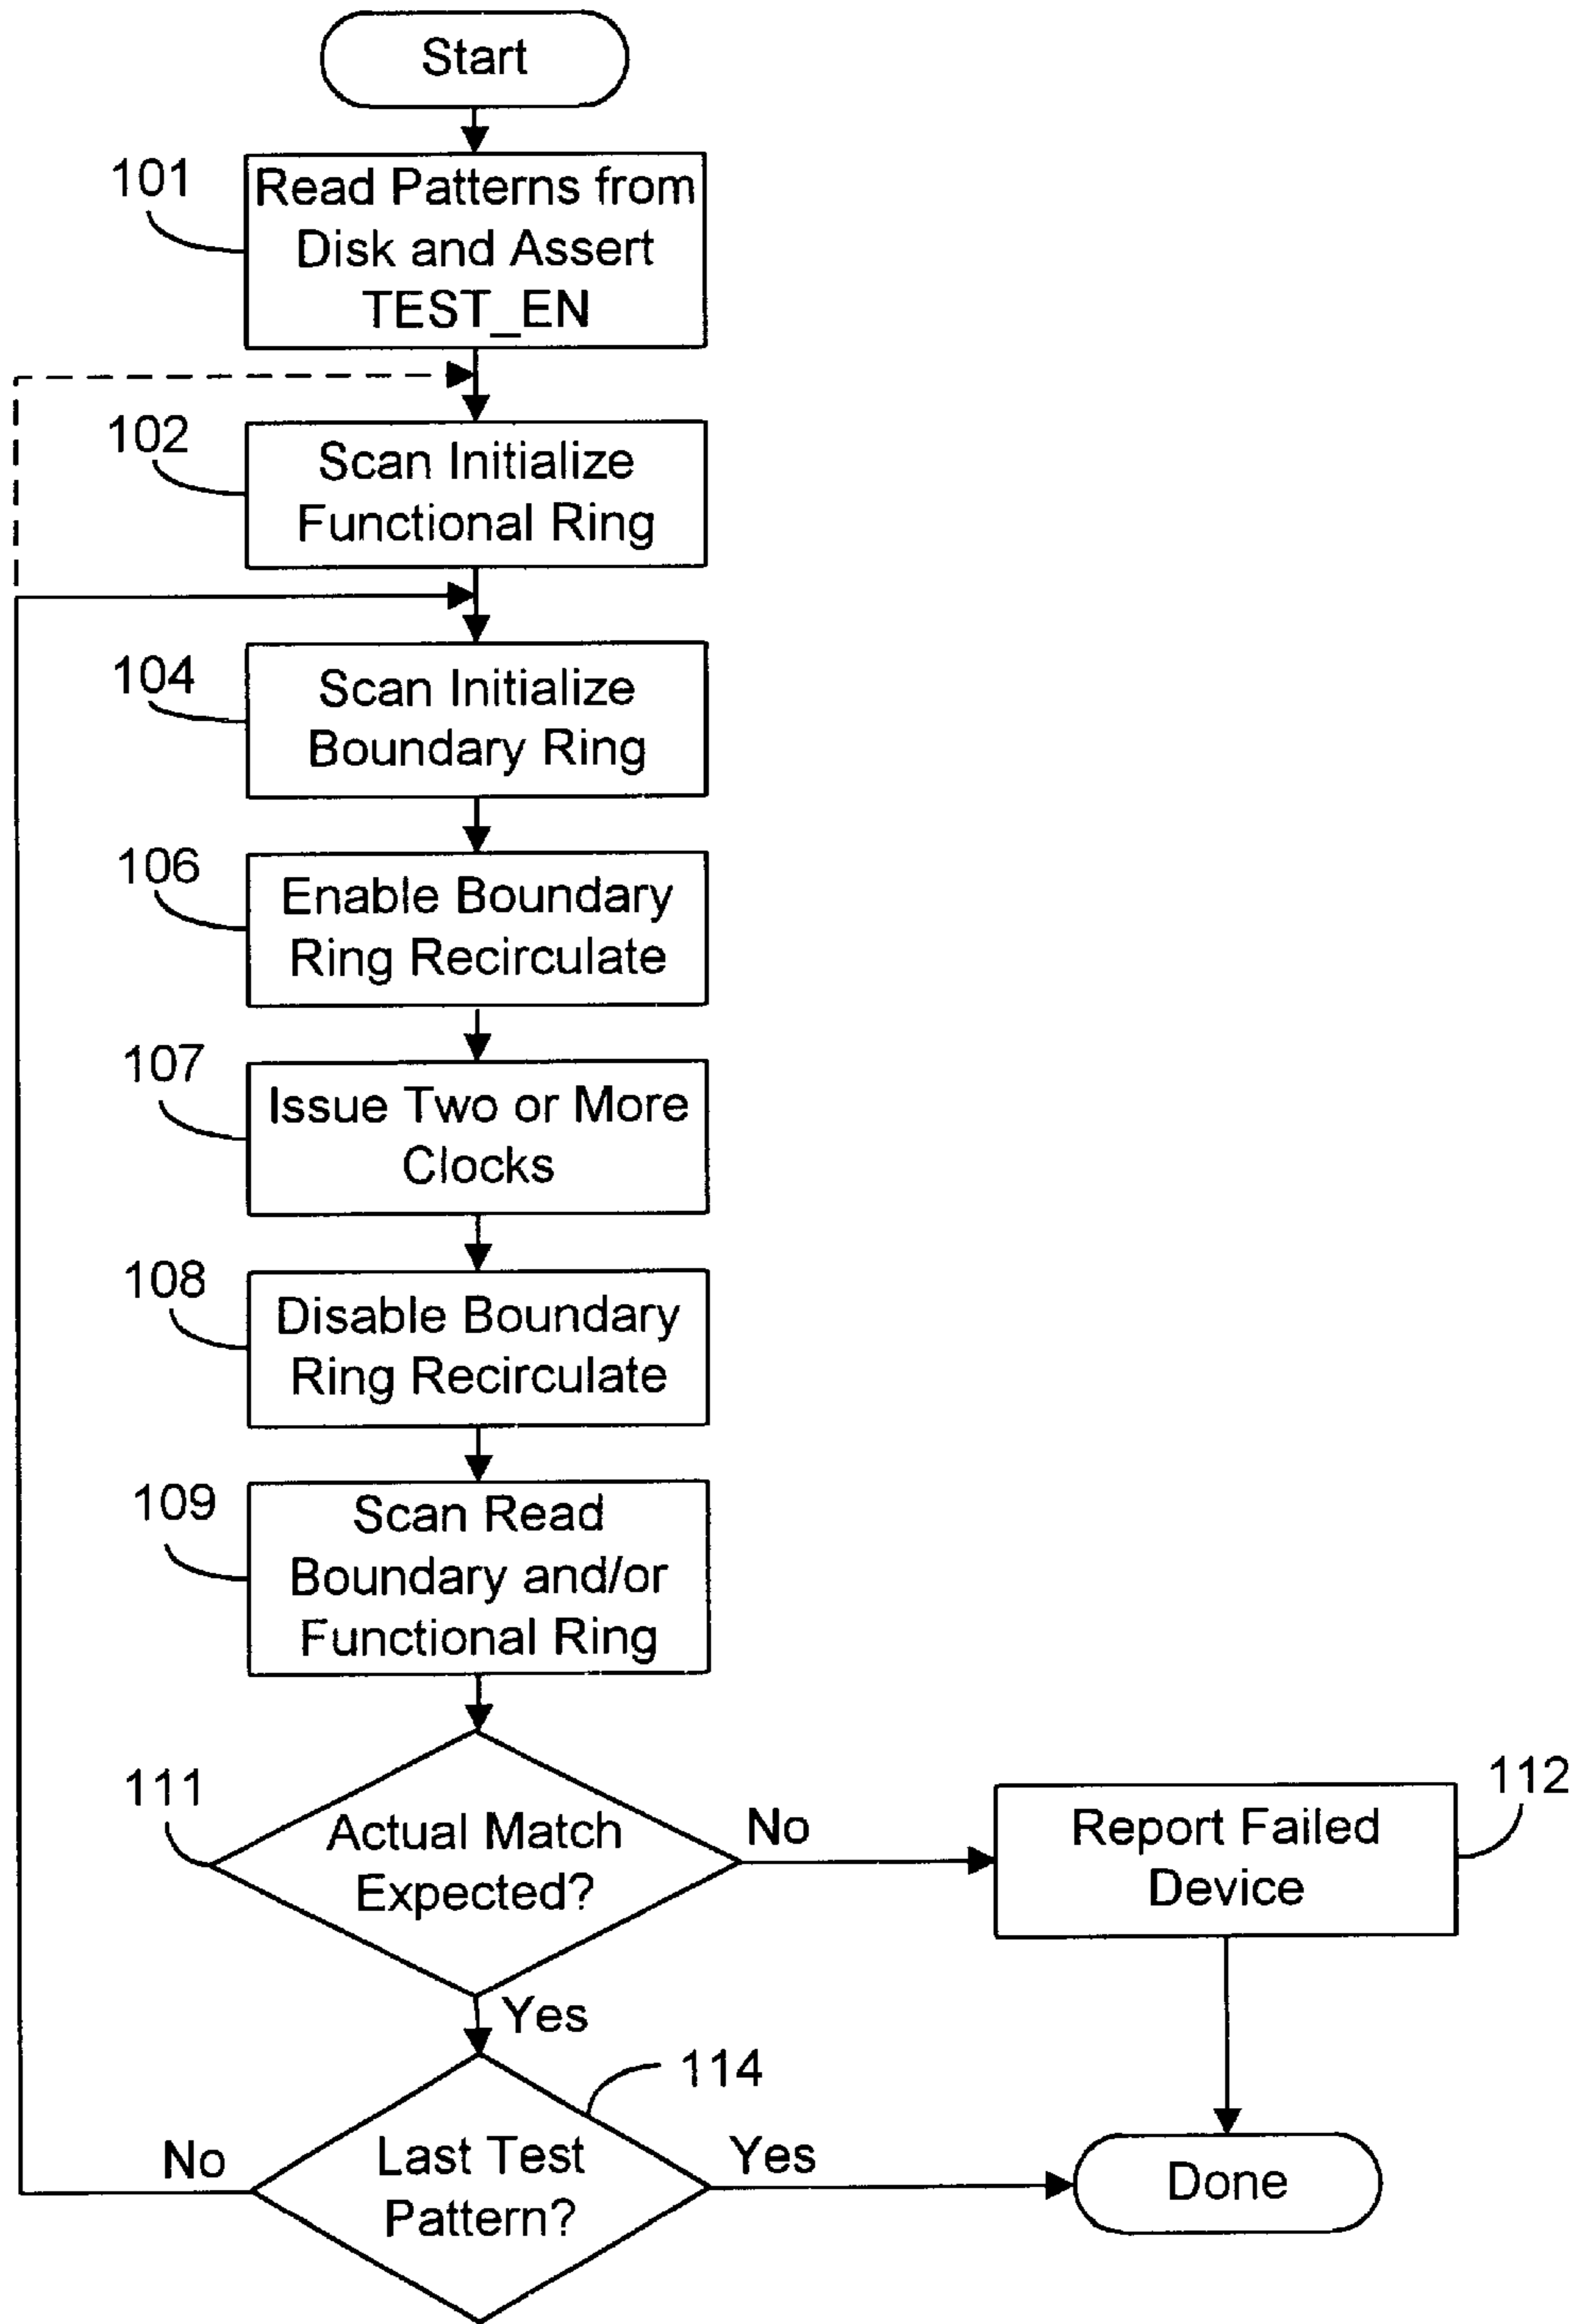 Start
101
Read Patterns from
Disk and Assert
TEST_EN
102
Scan Initialize
Functional Ring
104
Scan Initialize
Boundary Ring
106
Enable Boundary
Ring Recirculate
107
Issue Two or More
Clocks
108
Disable Boundary
Ring Recirculate
109
Scan Read
Boundary and/or
Functional Ring
111
Actual Match
Expected?
No
Report Failed
Device
112
Yes
114
No
Last Test
Pattern?
Yes
Done